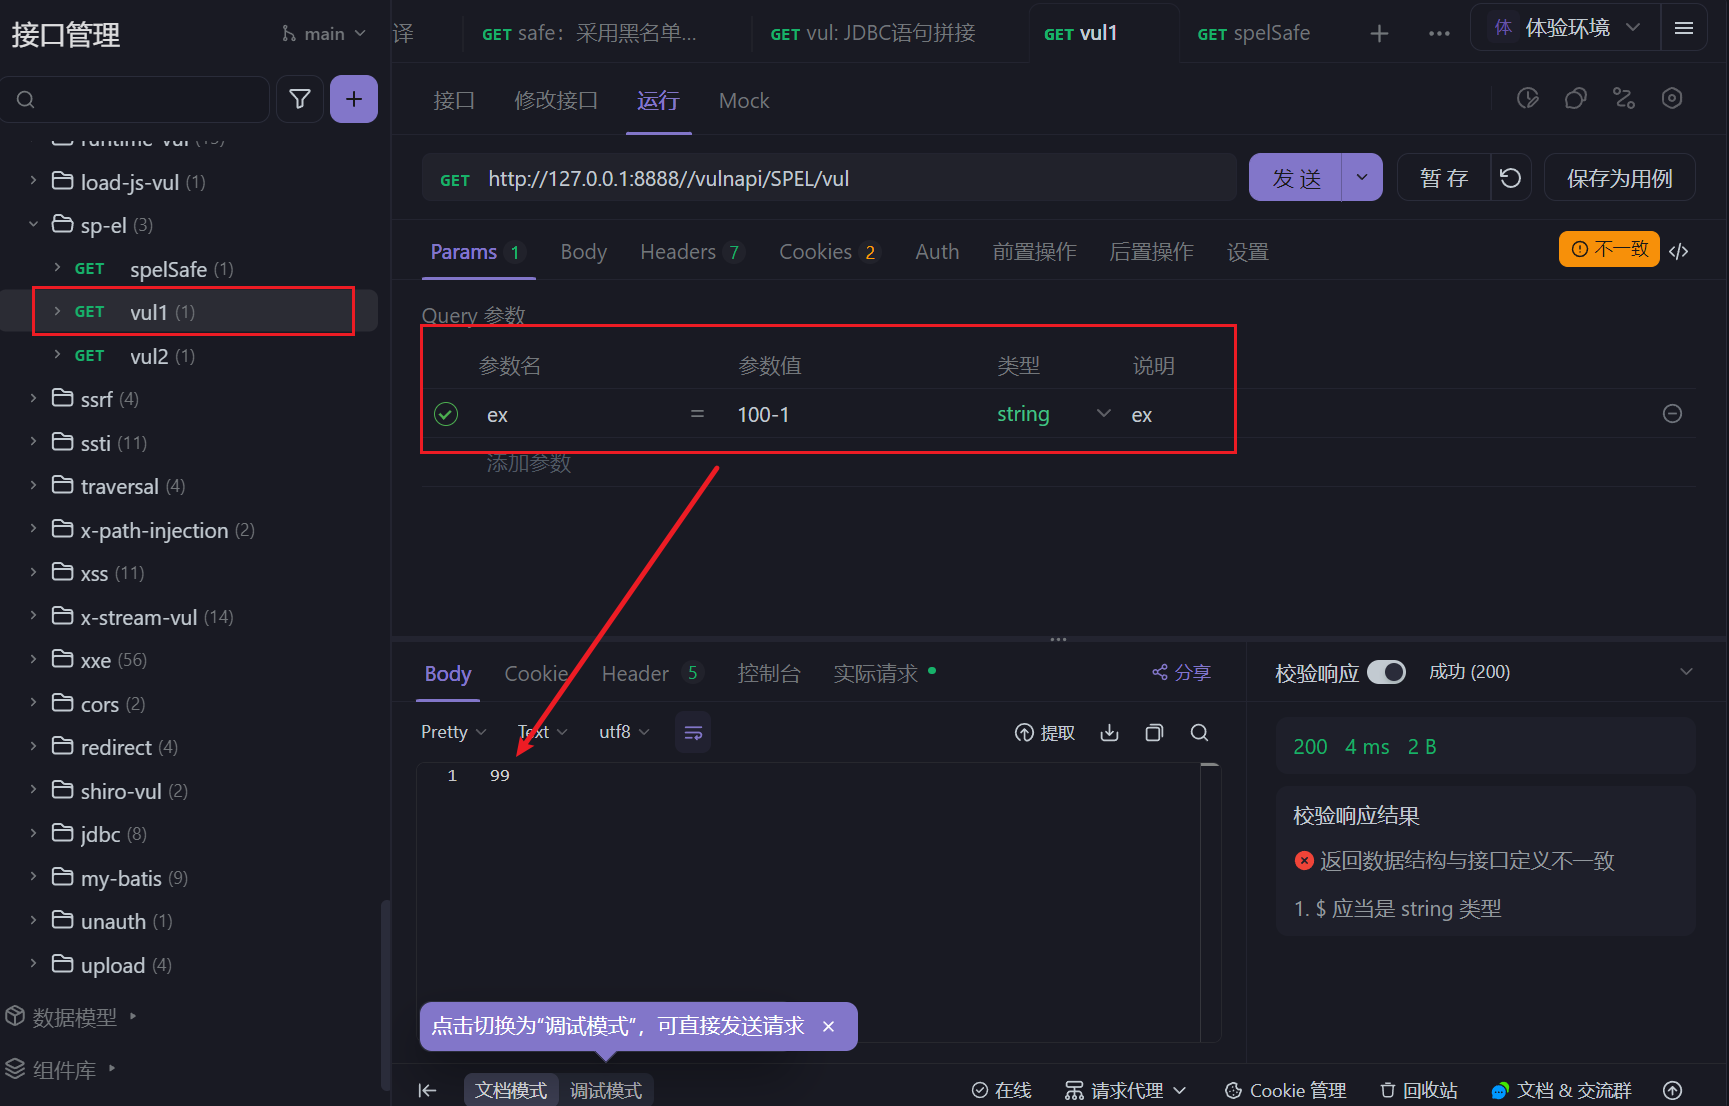 接口管理
main
译
GET safe：采用黑名单...
GET vul: JDBC语句拼接
GET vul1
GET spelSafe
体 体验环境
接口
修改接口
运行
Mock
GET http://127.0.0.1:8888//vulnapi/SPEL/vul
发 送
暂 存
保存为用例
Params 1
Body
Headers 7
Cookies 2
Auth
前置操作
后置操作
设置
不一致
load-js-vul (1)
sp-el (3)
GET spelSafe (1)
GET vul1 (1)
GET vul2 (1)
ssrf (4)
ssti (11)
traversal (4)
x-path-injection (2)
xss (11)
x-stream-vul (14)
xxe (56)
cors (2)
redirect (4)
shiro-vul (2)
jdbc (8)
my-batis (9)
unauth (1)
upload (4)
数据模型
组件库
Query 参数
参数名 参数值 类型 说明
ex = 100-1 string ex
添加参数
Body
Cookie
Header 5
控制台
实际请求
分享
Pretty
Text
utf8
提取
1 99
校验响应 成功 (200)
200 4 ms 2 B
校验响应结果
返回数据结构与接口定义不一致
1. $ 应当是 string 类型
点击切换为“调试模式”，可直接发送请求 ×
文档模式
调试模式
在线
请求代理
Cookie 管理
回收站
文档 & 交流群